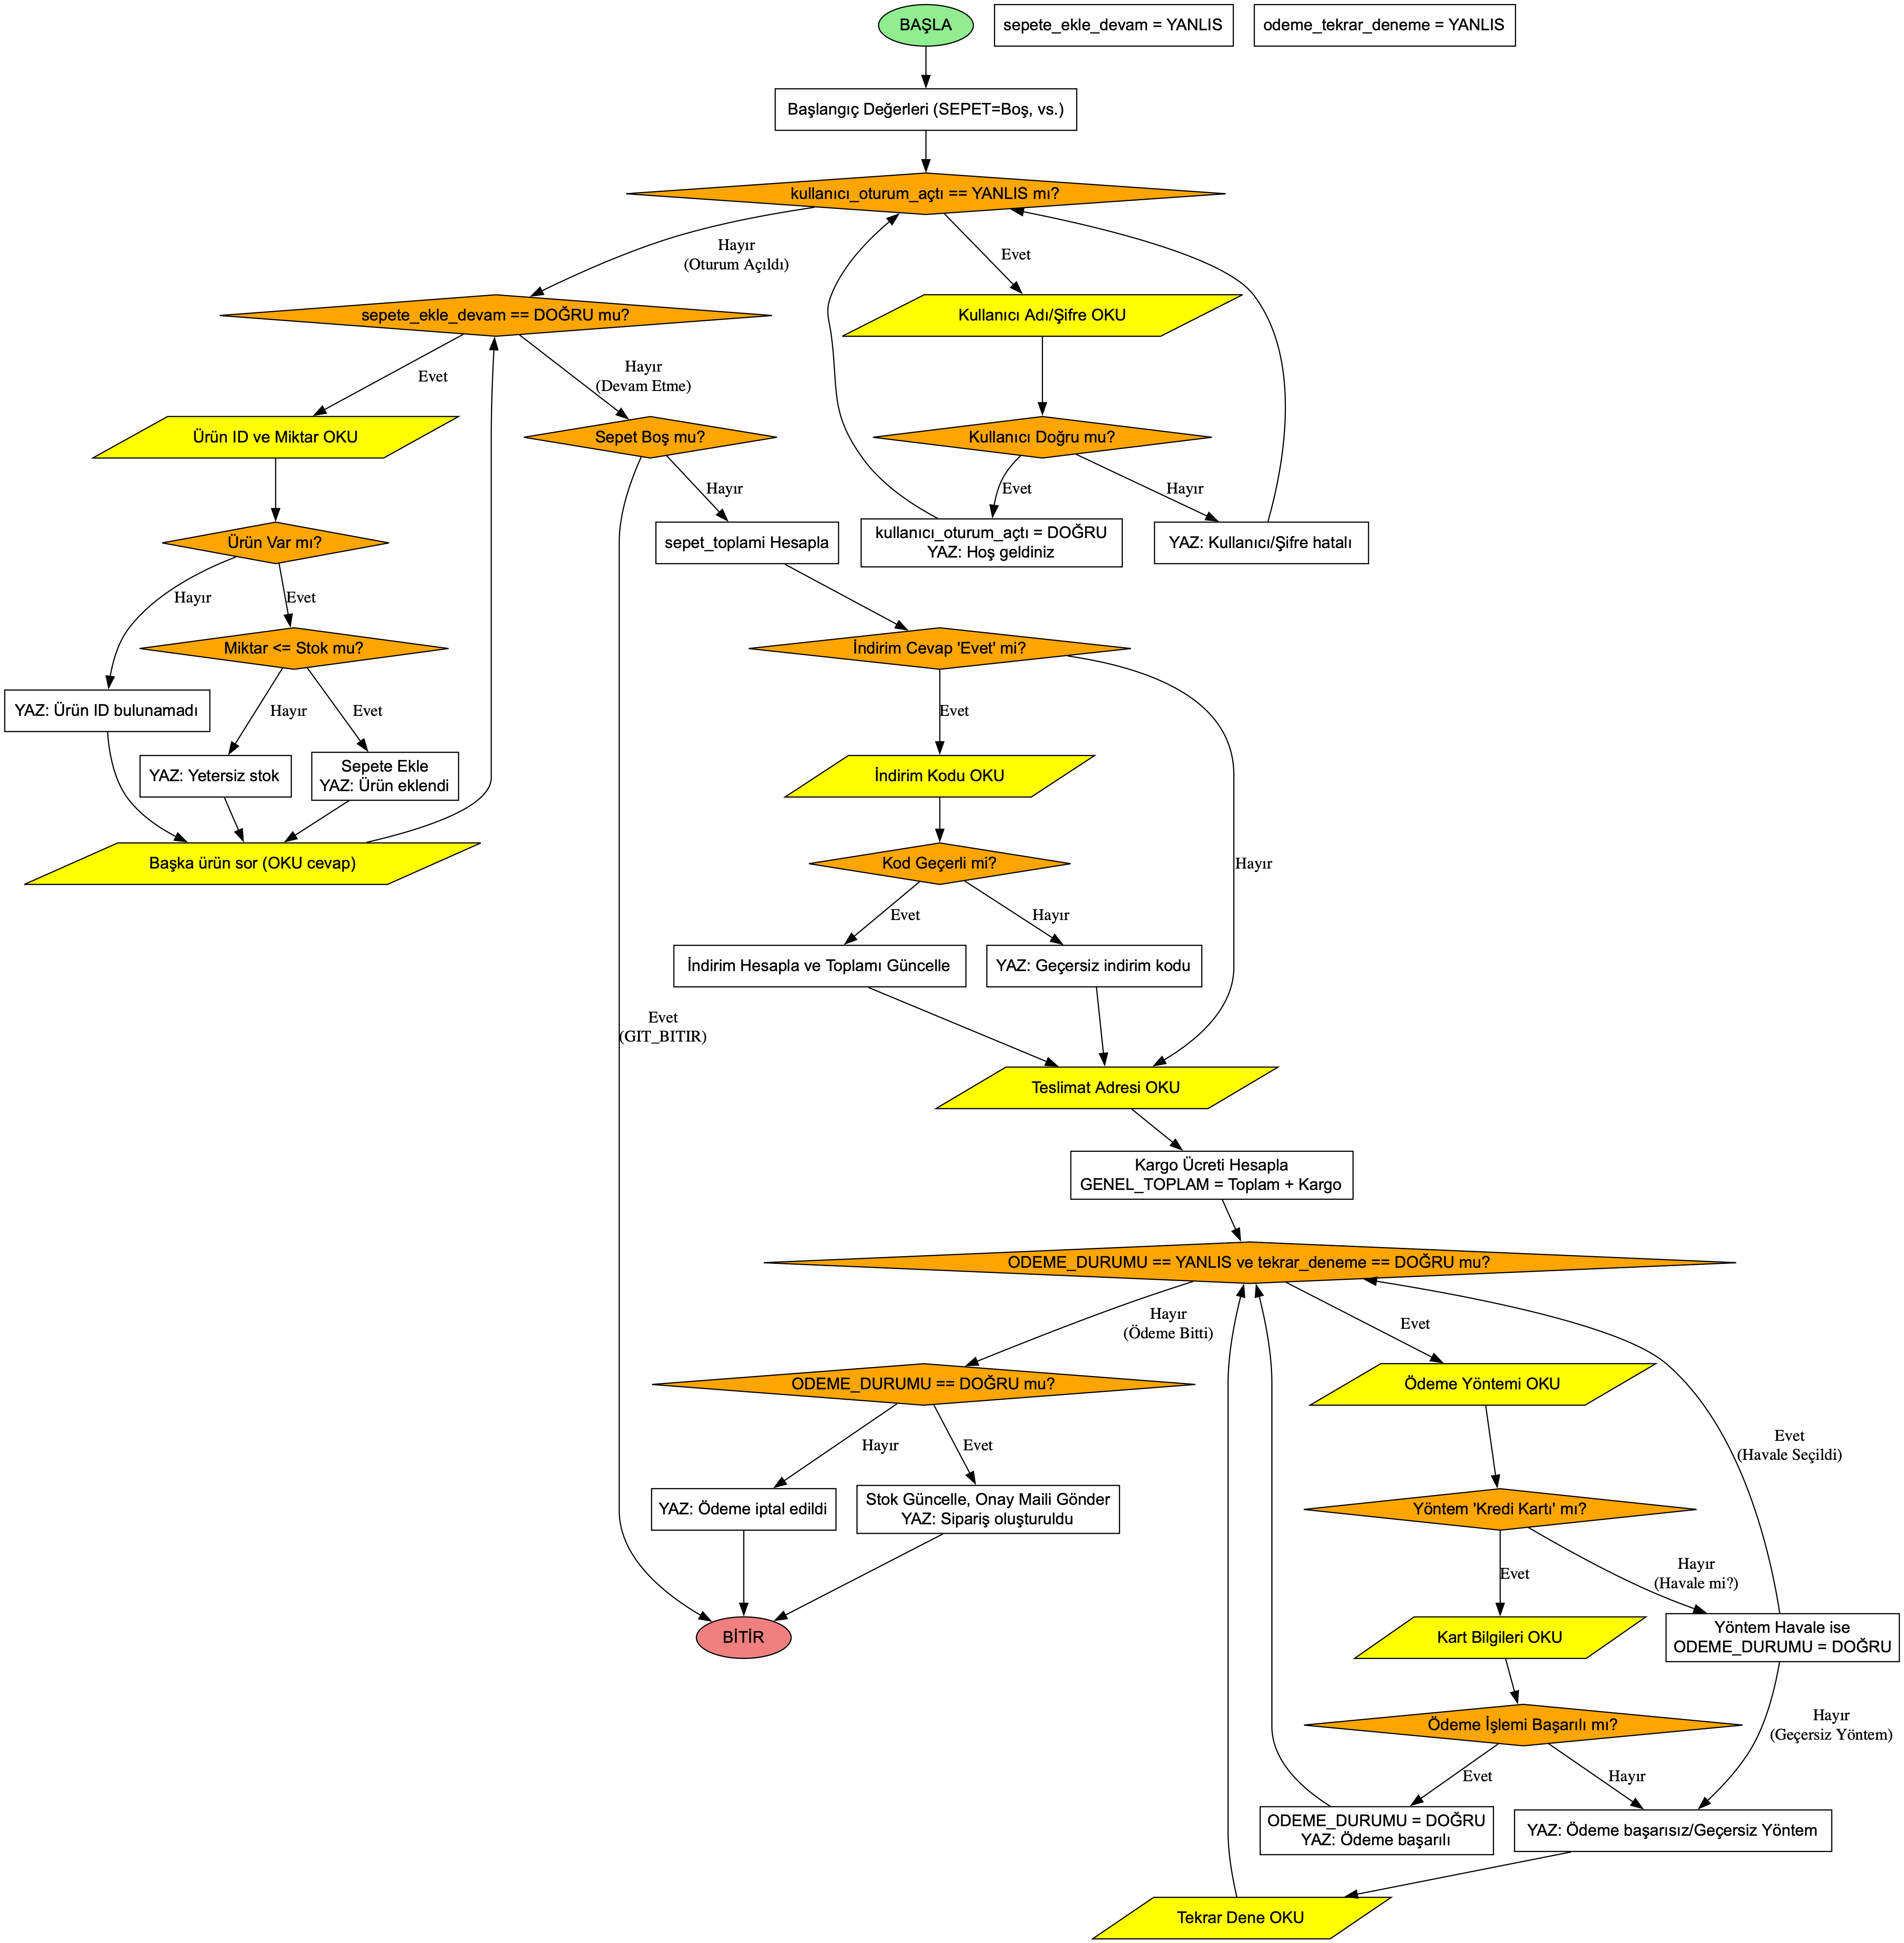 BAŞLA
sepete_ekle_devam = YANLIS
odeme_tekrar_deneme = YANLIS
Başlangıç Değerleri (SEPET=Boş, vs.)
kullanıcı_oturum_açtı == YANLIS mı?
Hayır
(Oturum Açıldı)
Evet
sepete_ekle_devam == DOĞRU mu?
Kullanıcı Adı/Şifre OKU
Evet
Hayır
(Devam Etme)
Ürün ID ve Miktar OKU
Sepet Boş mu?
Kullanıcı Doğru mu?
Hayır
Evet
Hayır
Ürün Var mı?
sepet_toplami Hesapla
kullanıcı_oturum_açtı = DOĞRU
YAZ: Hoş geldiniz
YAZ: Kullanıcı/Şifre hatalı
Hayır
Evet
Miktar <= Stok mu?
İndirim Cevap 'Evet' mi?
YAZ: Ürün ID bulunamadı
Hayır
Evet
Evet
YAZ: Yetersiz stok
Sepete Ekle
YAZ: Ürün eklendi
İndirim Kodu OKU
Başka ürün sor (OKU cevap)
Kod Geçerli mi?
Hayır
Evet
Hayır
İndirim Hesapla ve Toplamı Güncelle
YAZ: Geçersiz indirim kodu
Evet
(GIT_BITIR)
Teslimat Adresi OKU
Kargo Ücreti Hesapla
GENEL_TOPLAM = Toplam + Kargo
ODEME_DURUMU == YANLIS ve tekrar_deneme == DOĞRU mu?
Hayır
(Ödeme Bitti)
Evet
ODEME_DURUMU == DOĞRU mu?
Ödeme Yöntemi OKU
Hayır
Evet
Evet
(Havale Seçildi)
YAZ: Ödeme iptal edildi
Stok Güncelle, Onay Maili Gönder
YAZ: Sipariş oluşturuldu
Yöntem 'Kredi Kartı' mı?
Evet
Hayır
(Havale mi?)
BİTİR
Kart Bilgileri OKU
Yöntem Havale ise
ODEME_DURUMU = DOĞRU
Ödeme İşlemi Başarılı mı?
Hayır
(Geçersiz Yöntem)
Evet
Hayır
ODEME_DURUMU = DOĞRU
YAZ: Ödeme başarılı
YAZ: Ödeme başarısız/Geçersiz Yöntem
Tekrar Dene OKU